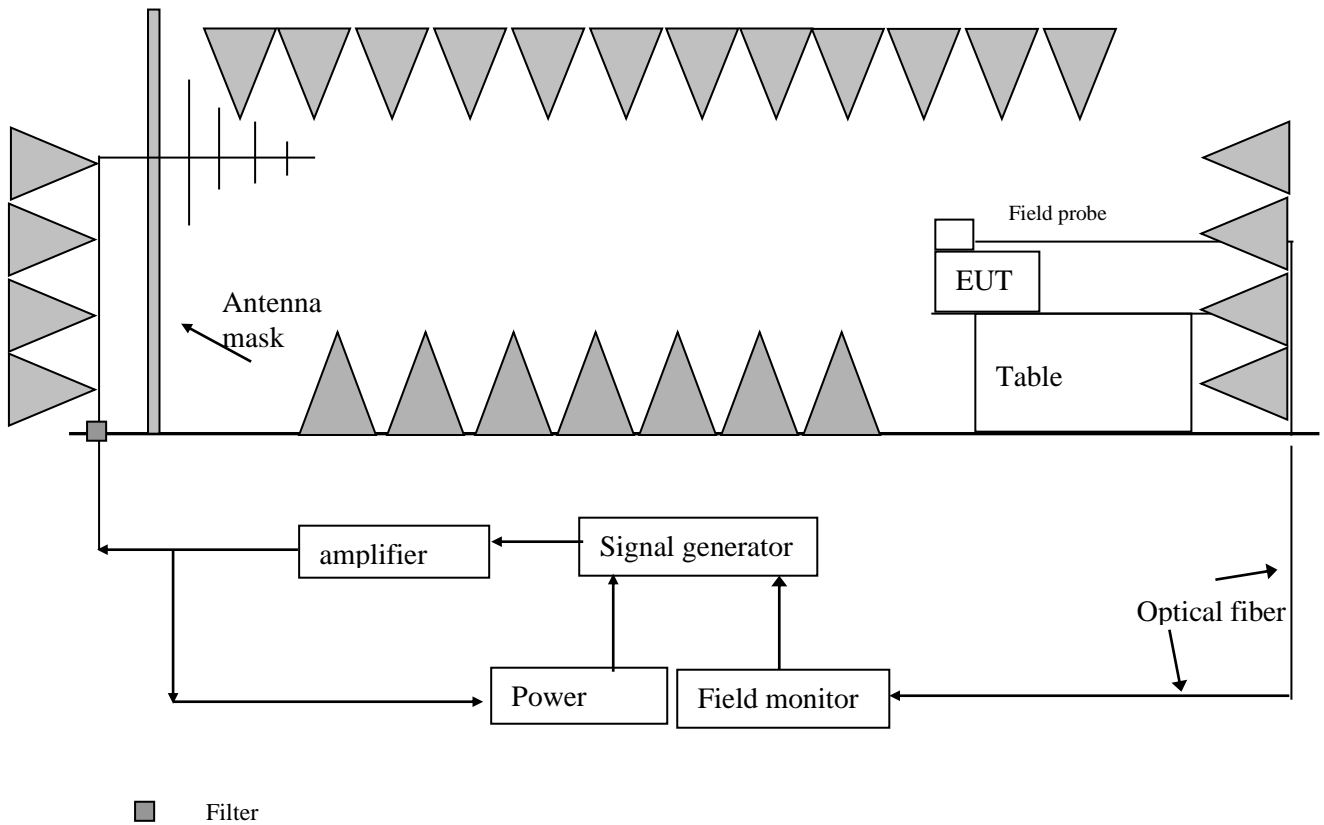 Field probe
EUT
Antenna
mask
Table
Signal generator
amplifier
Optical fiber
Power
Field monitor
Filter